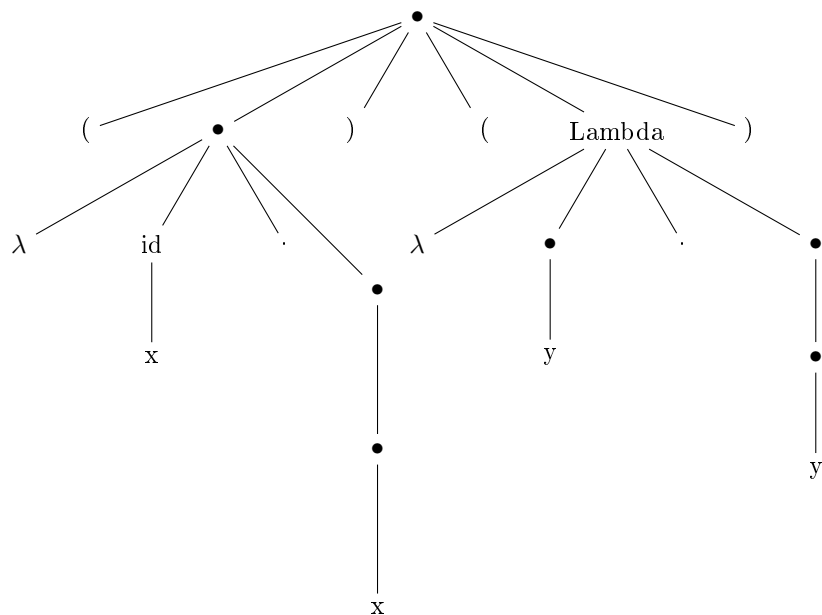 ( ) ( Lambda )
λ id . λ .
x y
y
x